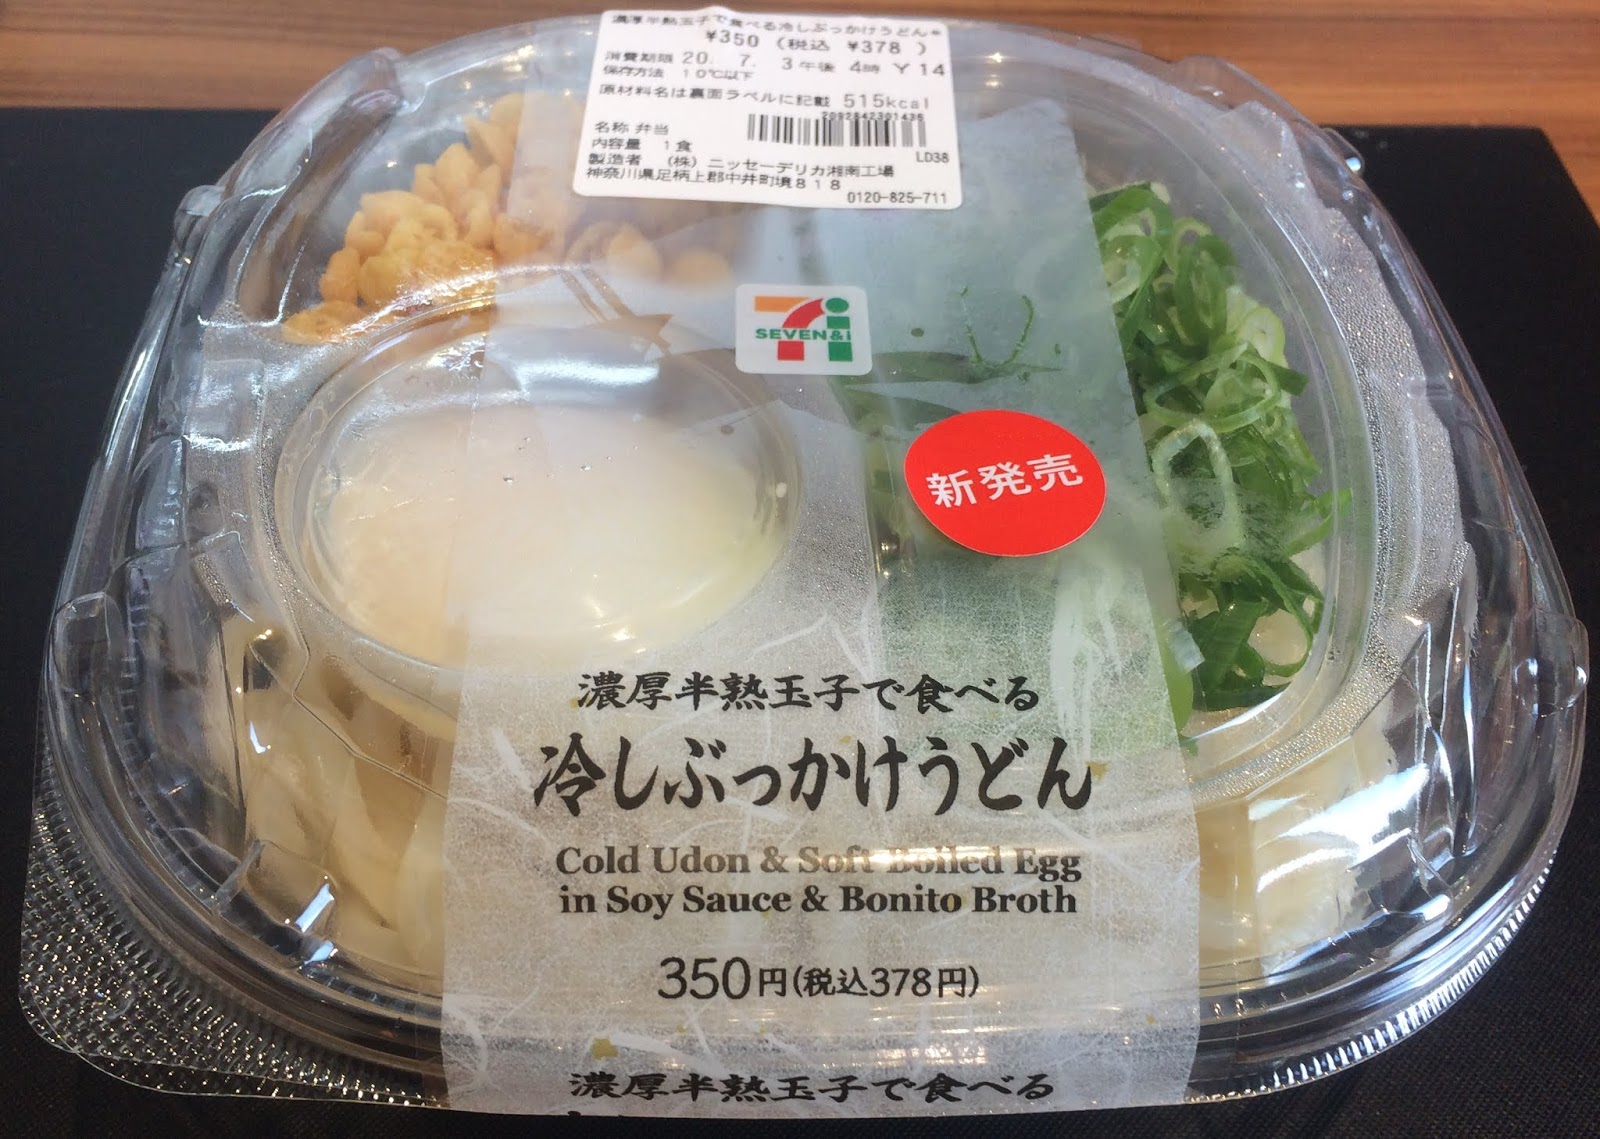 濃厚半熟玉子で食べる冷しぶっかけうどん*
¥350 (税込 ¥378 )
消費期限 20. 7. 3午後 4時 Y 14
保存方法 10℃以下
原材料名は裏面ラベルに記載 515kcal
2092842301436
名称 弁当
内容量 1食
LD38
製造者 (株) ニッセーデリカ湘南工場
神奈川県足柄上郡中井町境818
0120-825-711
SEVEN&i
新発売
濃厚半熟玉子で食べる
冷しぶっかけうどん
Cold Udon & Soft Boiled Egg
in Soy Sauce & Bonito Broth
350円(税込378円)
濃厚半熟玉子で食べる